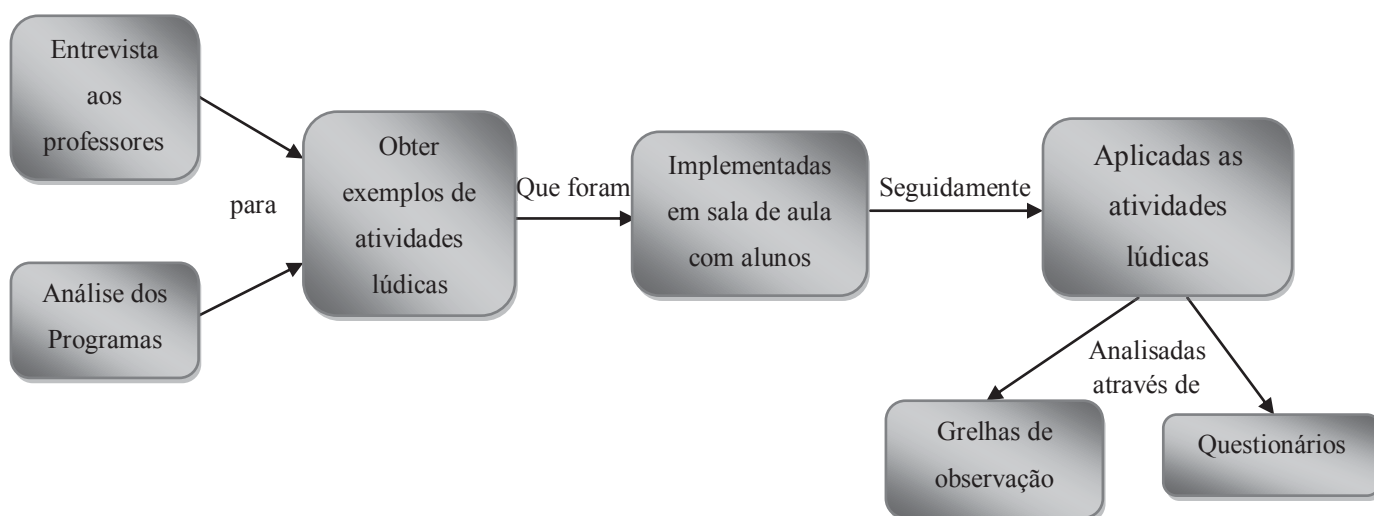 Entrevista
aos
professores
Análise dos
Programas
para
Obter
exemplos de
atividades
lúdicas
Que foram
Implementadas
em sala de aula
com alunos
Seguidamente
Aplicadas as
atividades
lúdicas
Analisadas
através de
Grelhas de
observação
Questionários